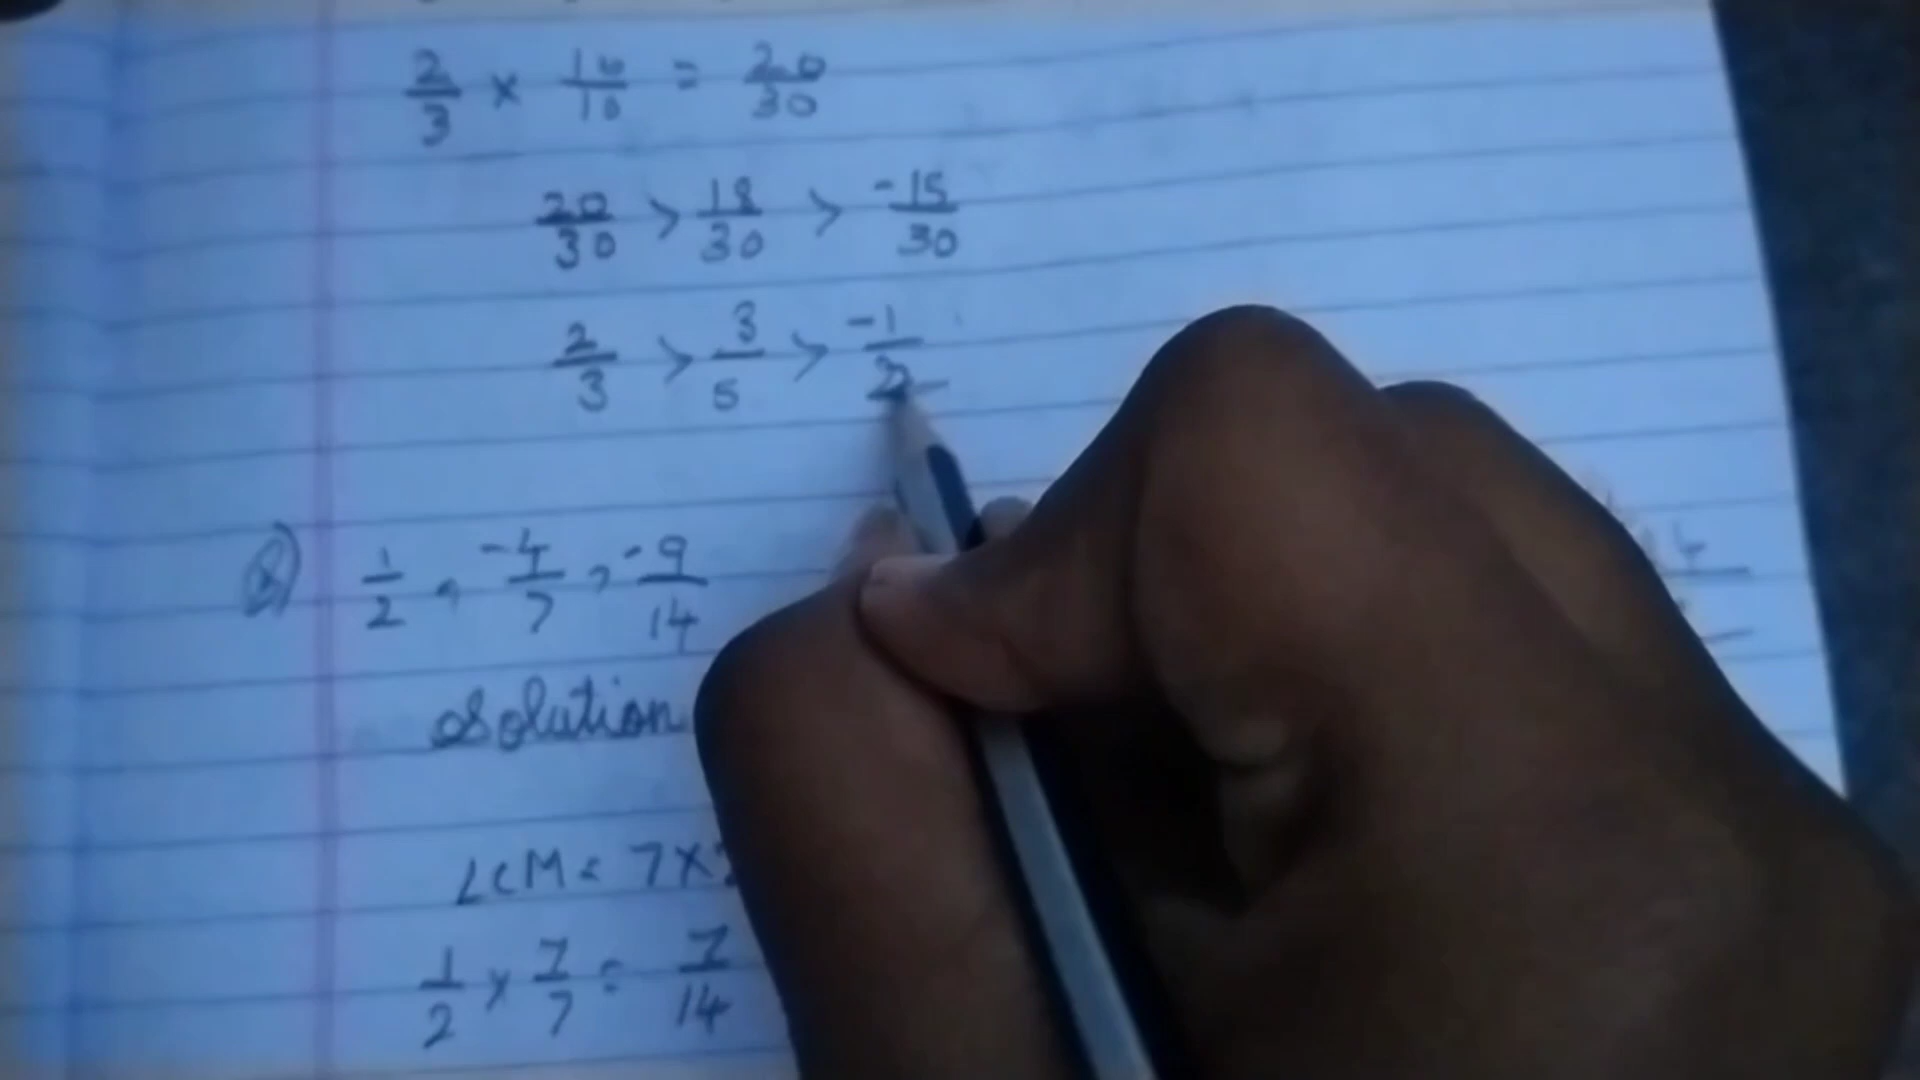 2/3 × 10/10 = 20/30
20/30 > 18/30 > -15/30
2/3 > 3/5 > -1/2
1/2, -4/7, -9/14
Solution
LCM = 7×
1/2 × 7/7 = 7/14